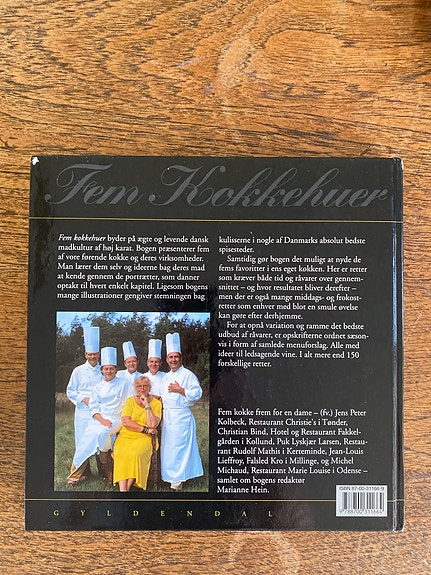 Fem Kokkehuer
Fem kokkehuer byder på ægte og levende dansk
madkultur af høj karat. Bogen præsenterer fem
af vore førende kokke og deres virksomheder.
Man lærer dem selv og ideerne bag deres mad
at kende gennem de portrætter, som danner
optakt til hvert enkelt kapitel. Ligesom bogens
mange illustrationer gengiver stemningen bag
kulisserne i nogle af Danmarks absolut bedste
spisesteder.
Samtidig gør bogen det muligt at nyde de
fems favoritter i ens eget køkken. Her er retter
som kræver både tid og råvarer over gennem-
snittet – og hvor resultatet bliver derefter –
men der er også mange middags- og frokost-
retter som enhver med blot en smule øvelse
kan gøre efter derhjemme.
For at opnå variation og ramme det bedste
udbud af råvarer, er opskrifterne ordnet sæson-
vis i form af samlede menuforslag. Alle med
ideer til ledsagende vine. I alt mere end 150
forskellige retter.
Fem kokke frem for en dame – (fv.) Jens Peter
Kolbeck, Restaurant Christie's i Tønder,
Christian Bind, Hotel og Restaurant Fakkel-
gården i Kollund, Puk Lyskjær Larsen, Restau-
rant Rudolf Mathis i Kerteminde, Jean-Louis
Lieffroy, Falsled Kro i Millinge, og Michel
Michaud, Restaurant Marie Louise i Odense –
samlet om bogens redaktør
Marianne Hein.
ISBN 87-00-31166-9
9 788700 311664
GYLDENDAL